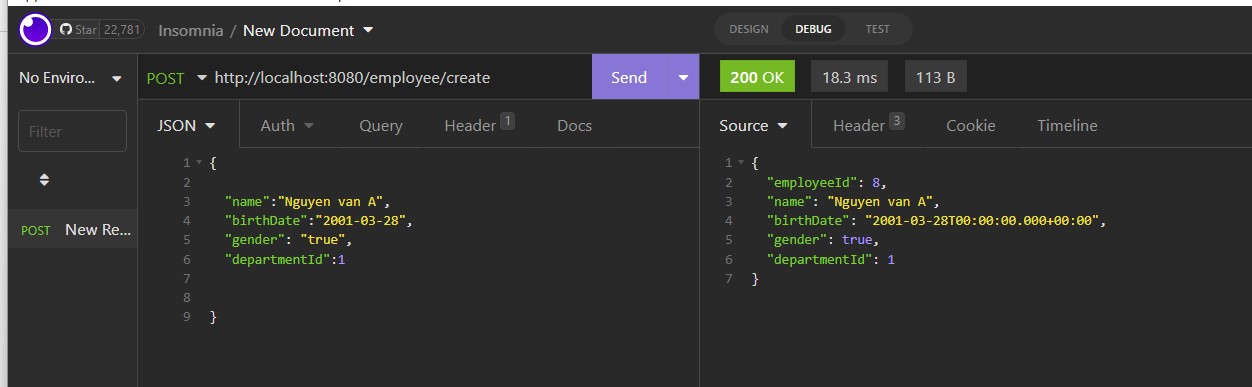 Star 22,781
Insomnia / New Document
DESIGN DEBUG TEST
No Enviro...
POST http://localhost:8080/employee/create
Send
200 OK 18.3 ms 113 B
Filter
POST New Re...
JSON Auth Query Header 1 Docs
1 {
2
3 "name":"Nguyen van A",
4 "birthDate":"2001-03-28",
5 "gender": "true",
6 "departmentId":1
7
8
9 }
Source Header 3 Cookie Timeline
1 {
2 "employeeId": 8,
3 "name": "Nguyen van A",
4 "birthDate": "2001-03-28T00:00:00.000+00:00",
5 "gender": true,
6 "departmentId": 1
7 }